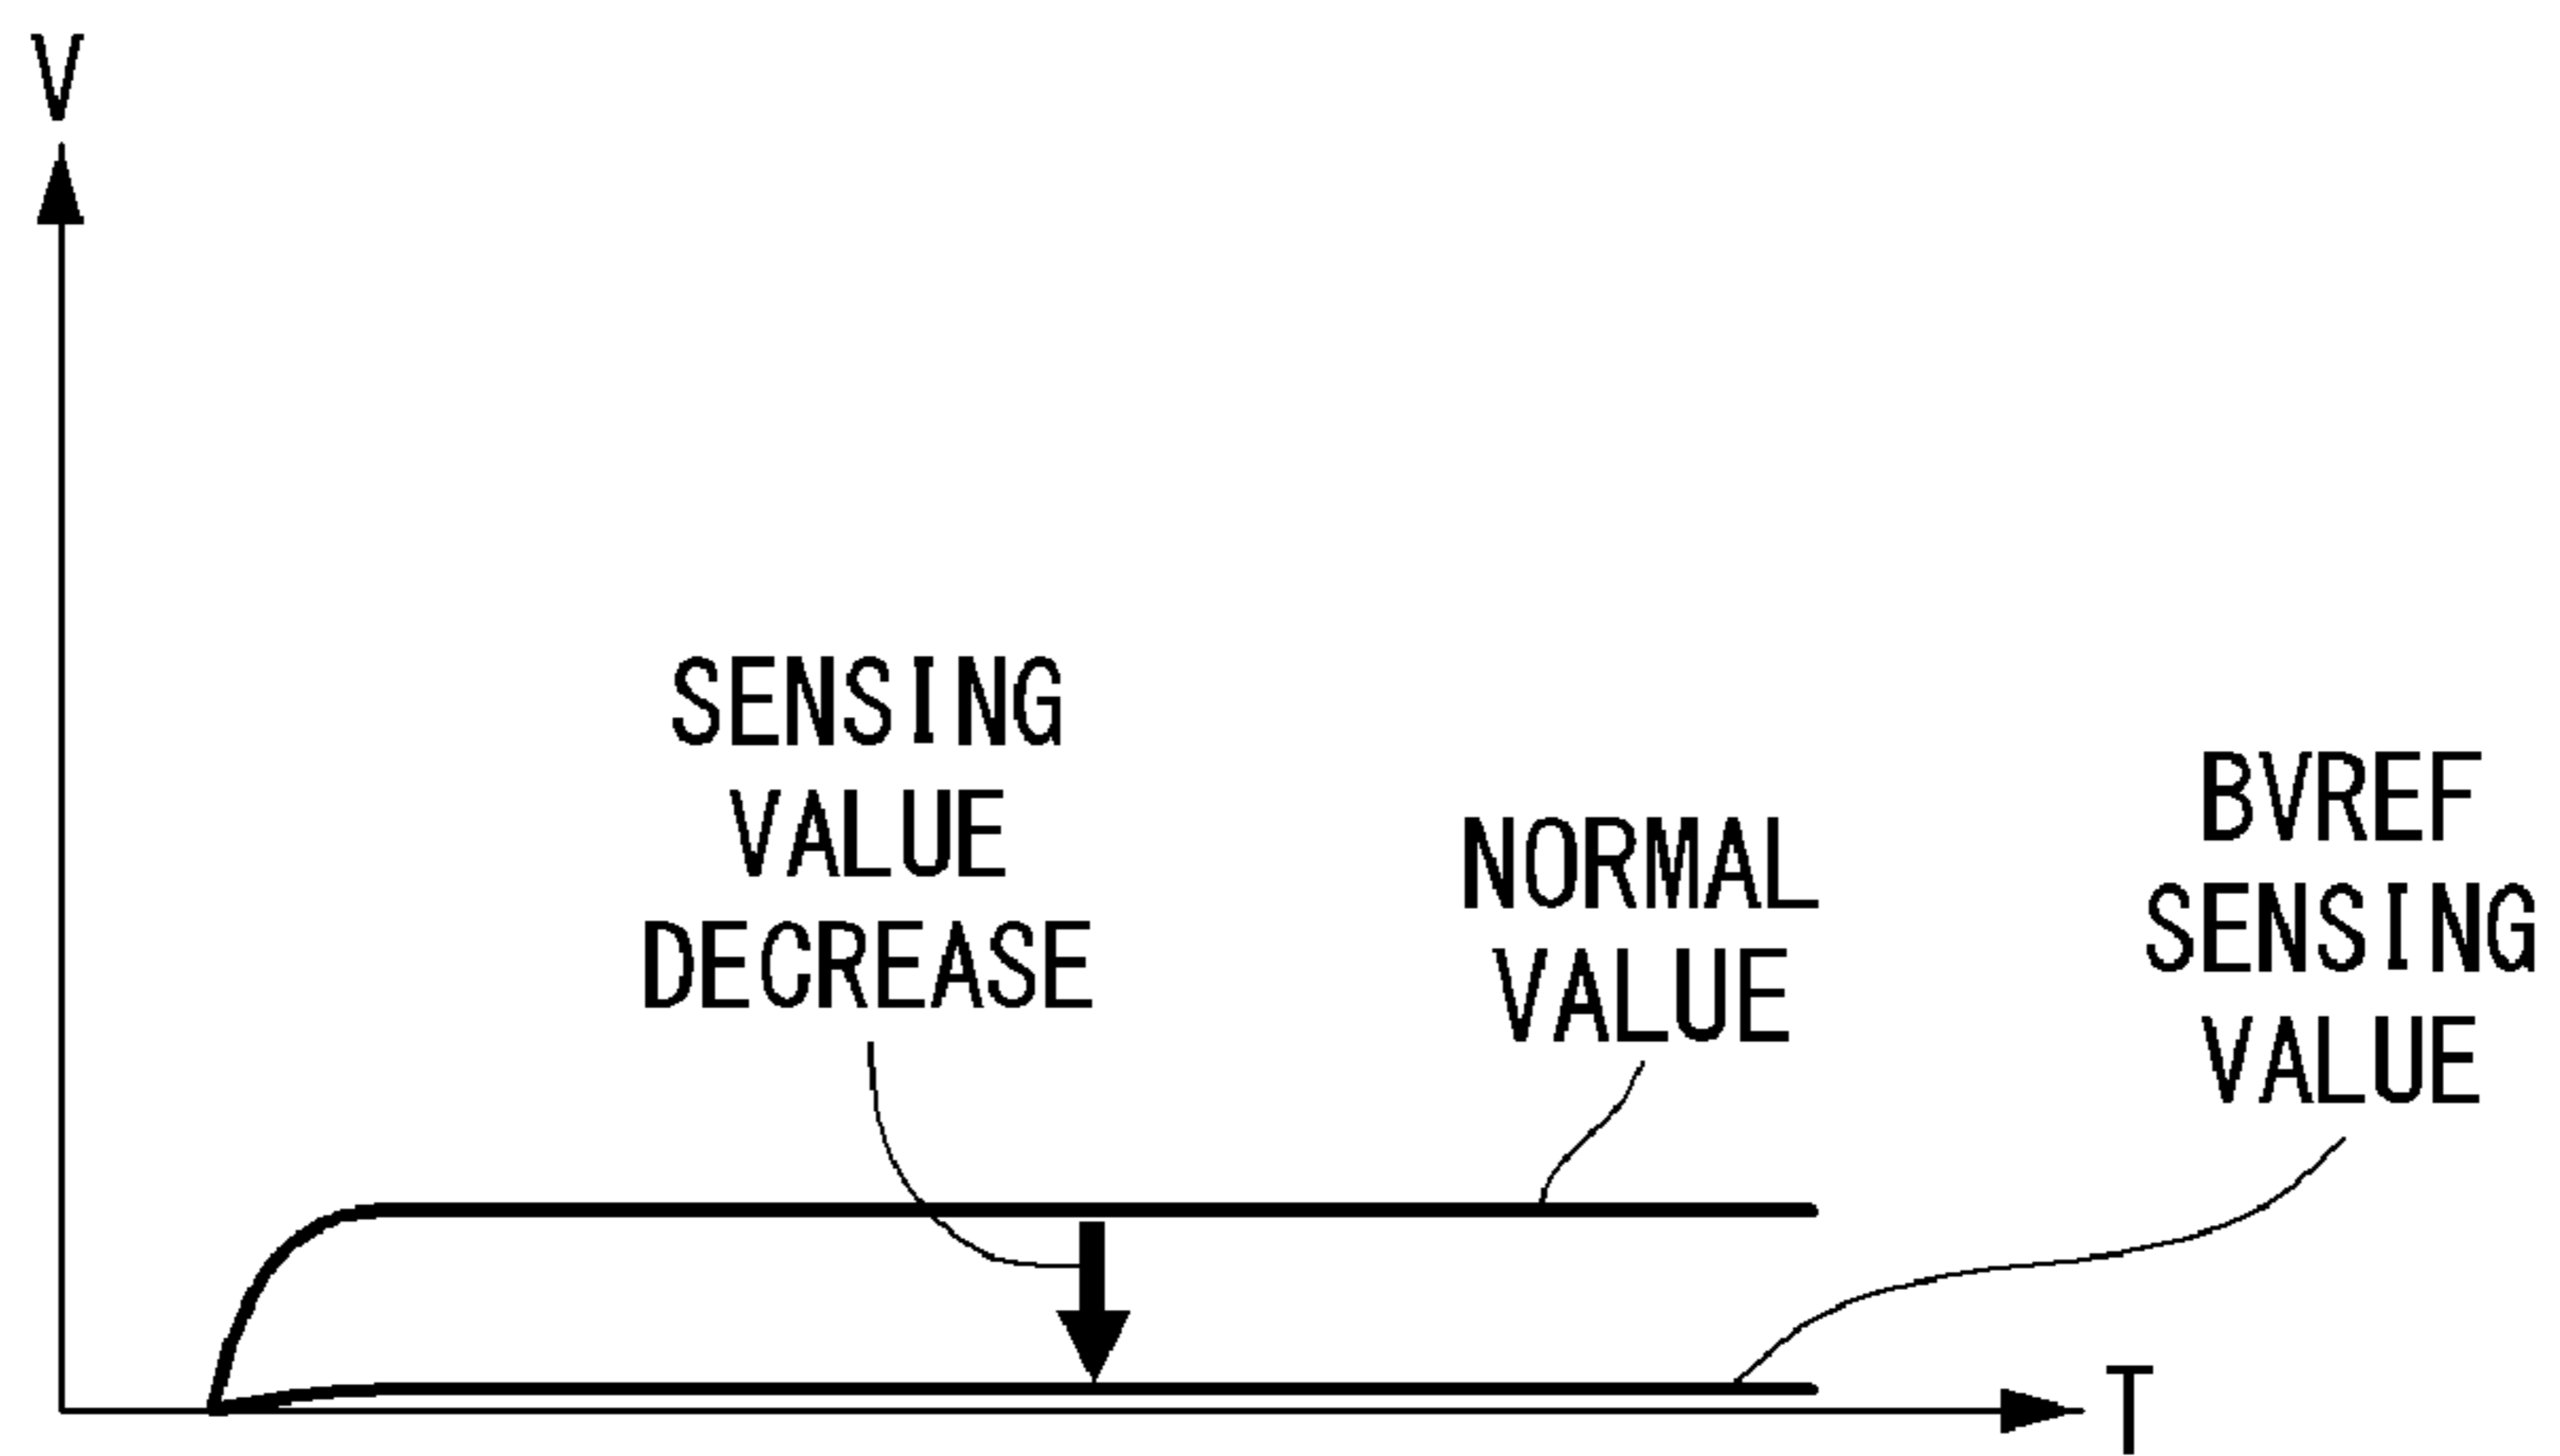 V
SENSING
VALUE
DECREASE
NORMAL
VALUE
BVREF
SENSING
VALUE
T